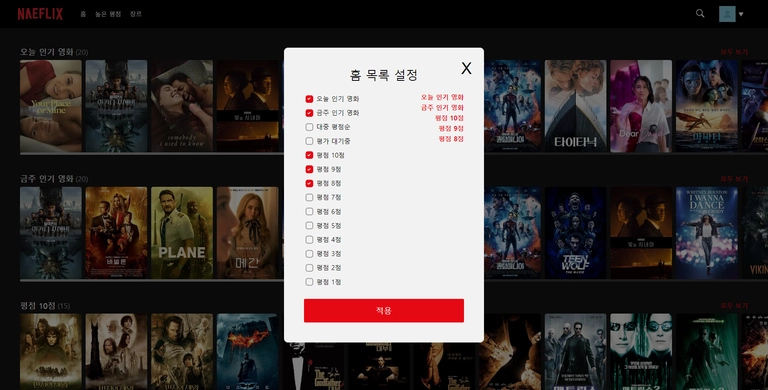 NAEFLIX
홈 높은 평점 장르
오늘 인기 영화 (20)
모두 보기
홈 목록 설정
X
오늘 인기 영화
금주 인기 영화
대중 평점순
평가 대기중
평점 10점
평점 9점
평점 8점
평점 7점
평점 6점
평점 5점
평점 4점
평점 3점
평점 2점
평점 1점
오늘 인기 영화
금주 인기 영화
평점 10점
평점 9점
평점 8점
적용
Your Place or Mine
somebody I used to know
타이타닉
Dear
아바타
금주 인기 영화 (20)
모두 보기
바빌론
PLANE
메간
TEEN WOLF
I WANNA DANCE
VIKIN
평점 10점 (15)
모두 보기